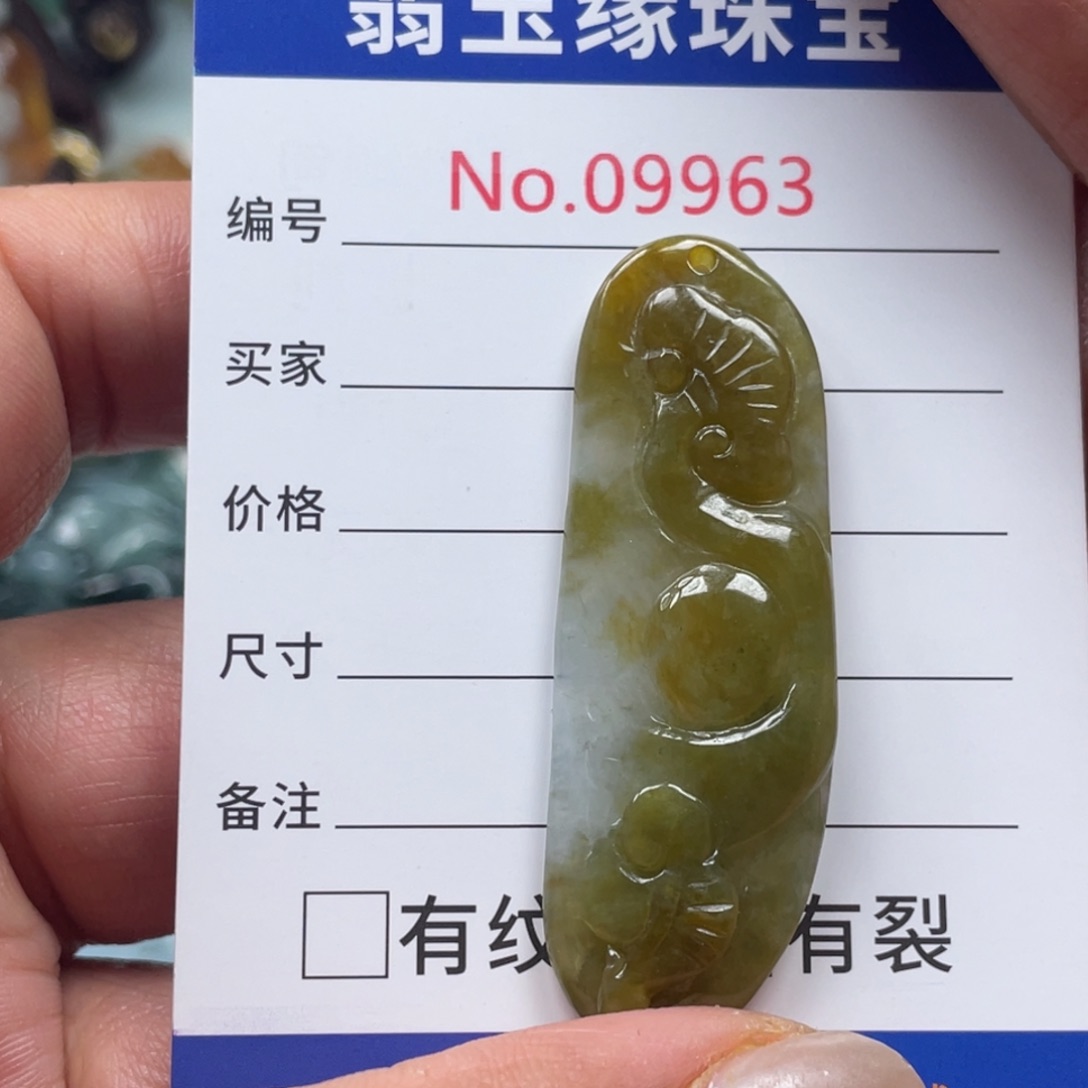 翡玉缘珠宝
编号 No.09963
买家
价格
尺寸
备注
有纹 有裂